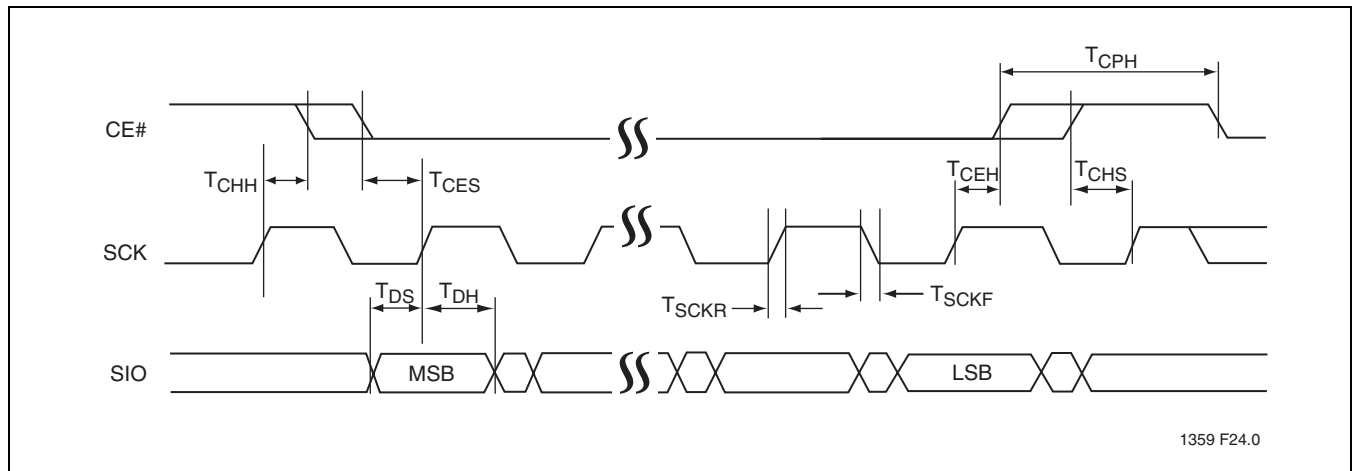 TCPH
CE#
TCHH
TCES
TCEH
TCHS
SCK
TDS
TDH
TSCKR
TSCKF
SIO
MSB
LSB
1359 F24.0